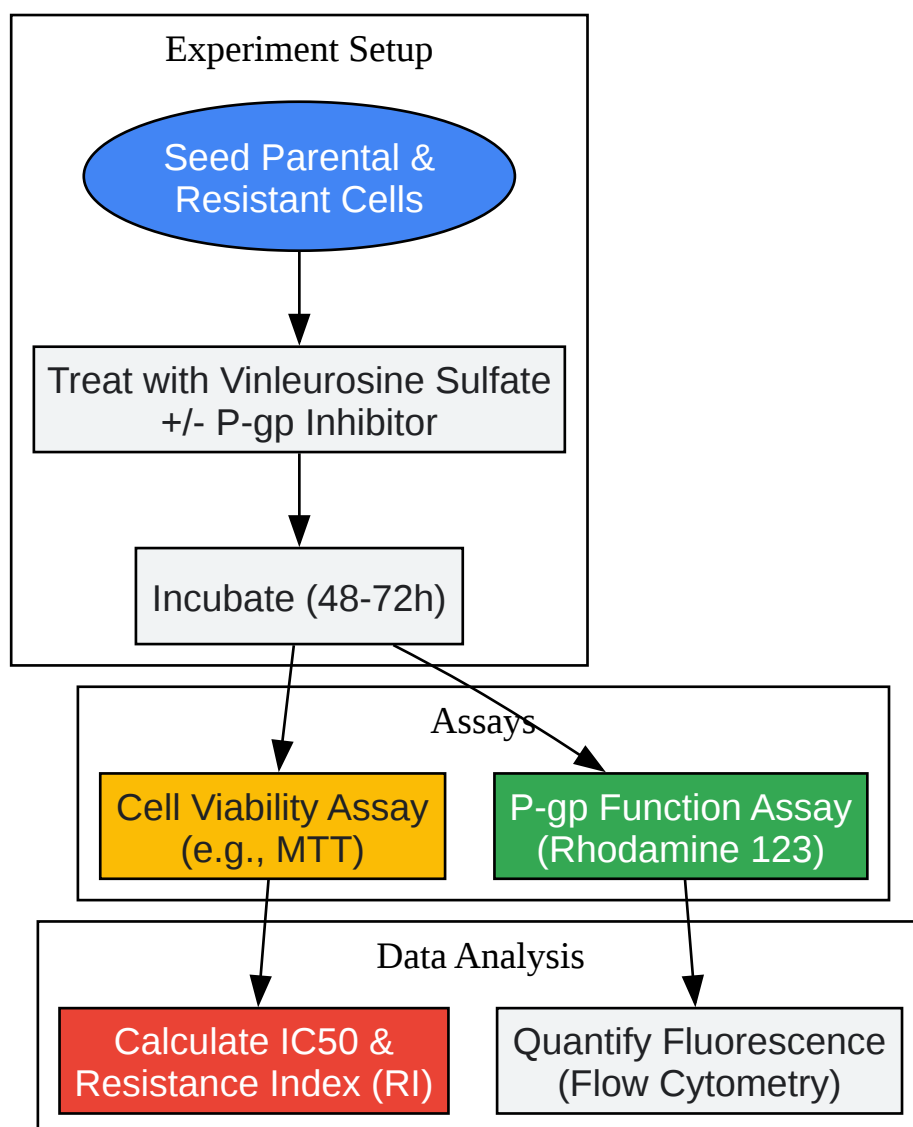 Experiment Setup
Seed Parental &
Resistant Cells
Treat with Vinleurosine Sulfate
+/- P-gp Inhibitor
Incubate (48-72h)
Assays
Cell Viability Assay
(e.g., MTT)
P-gp Function Assay
(Rhodamine 123)
Data Analysis
Calculate IC50 &
Resistance Index (RI)
Quantify Fluorescence
(Flow Cytometry)